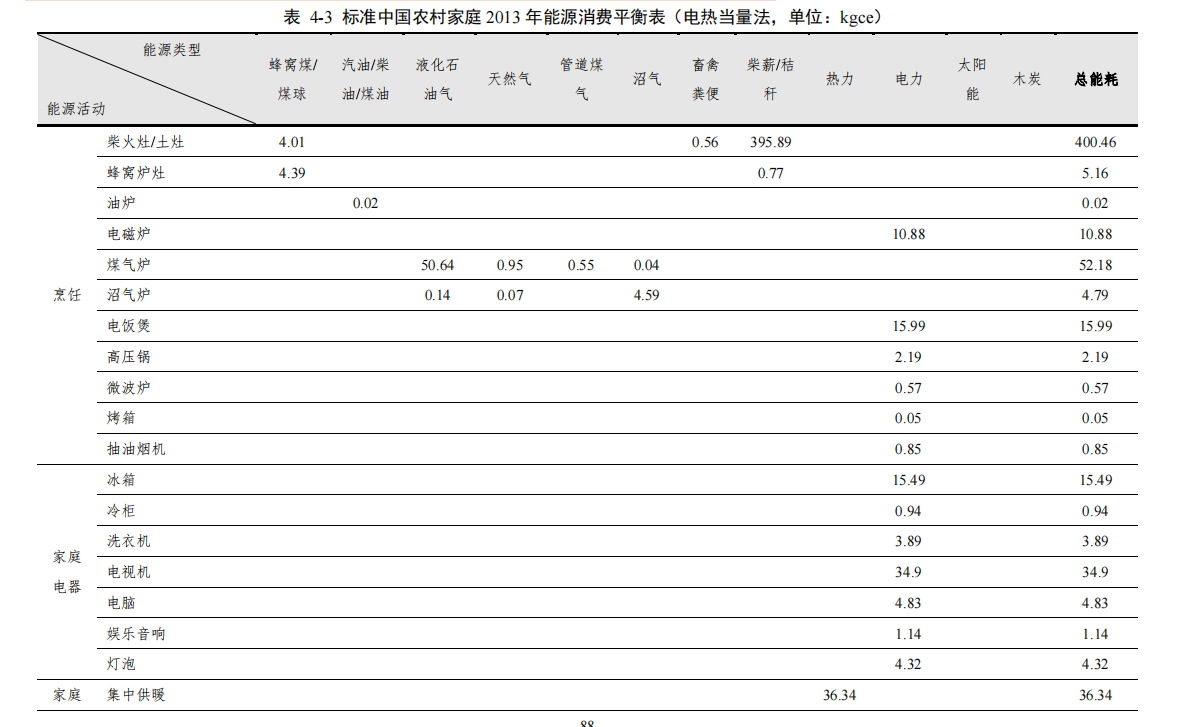 表 4-3 标准中国农村家庭 2013 年能源消费平衡表（电热当量法，单位：kgce）
能源类型
能源活动
蜂窝煤/煤球 汽油/柴油/煤油 液化石油气 天然气 管道煤气 沼气 畜禽粪便 柴薪/秸秆 热力 电力 太阳能 木炭 总能耗
烹饪
柴火灶/土灶 4.01 0.56 395.89 400.46
蜂窝炉灶 4.39 0.77 5.16
油炉 0.02 0.02
电磁炉 10.88 10.88
煤气炉 50.64 0.95 0.55 0.04 52.18
沼气炉 0.14 0.07 4.59 4.79
电饭煲 15.99 15.99
高压锅 2.19 2.19
微波炉 0.57 0.57
烤箱 0.05 0.05
抽油烟机 0.85 0.85
家庭电器
冰箱 15.49 15.49
冷柜 0.94 0.94
洗衣机 3.89 3.89
电视机 34.9 34.9
电脑 4.83 4.83
娱乐音响 1.14 1.14
灯泡 4.32 4.32
家庭 集中供暖 36.34 36.34
88